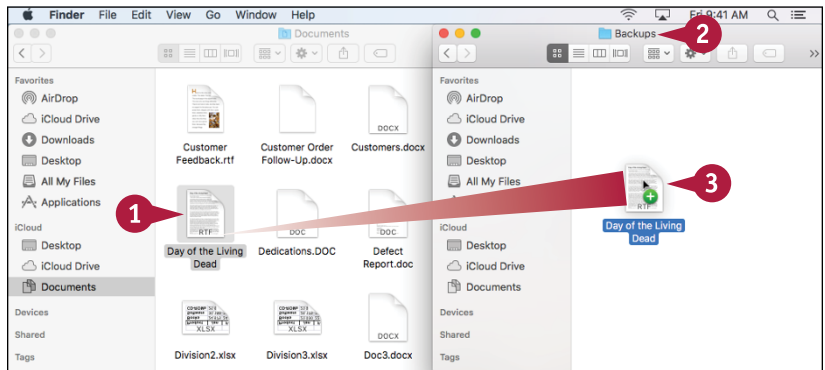 Finder File Edit View Go Window Help
Fri 9:41 AM
Documents
Favorites
AirDrop
iCloud Drive
Downloads
Desktop
All My Files
Applications
iCloud
Desktop
iCloud Drive
Documents
Devices
Shared
Tags
Customer
Feedback.rtf
Customer Order
Follow-Up.docx
DOCX
Customers.docx
1
RTF
Day of the Living
Dead
DOC
Dedications.DOC
DOC
Defect
Report.doc
XLSX
Division2.xlsx
XLSX
Division3.xlsx
DOCX
Doc3.docx
Backups
2
Favorites
AirDrop
iCloud Drive
Downloads
Desktop
All My Files
iCloud
Desktop
iCloud Drive
Documents
Devices
Shared
Tags
3
RTF
Day of the Living
Dead